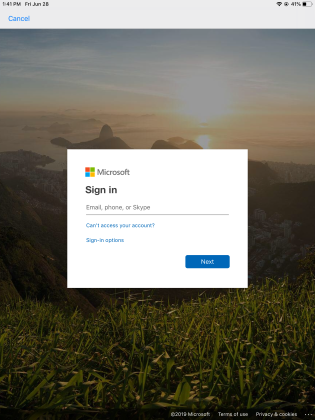 1:41 PM Fri Jun 28
41%
Cancel
Microsoft
Sign in
Email, phone, or Skype
Can't access your account?
Sign-in options
Next
©2019 Microsoft Terms of use Privacy & cookies ...